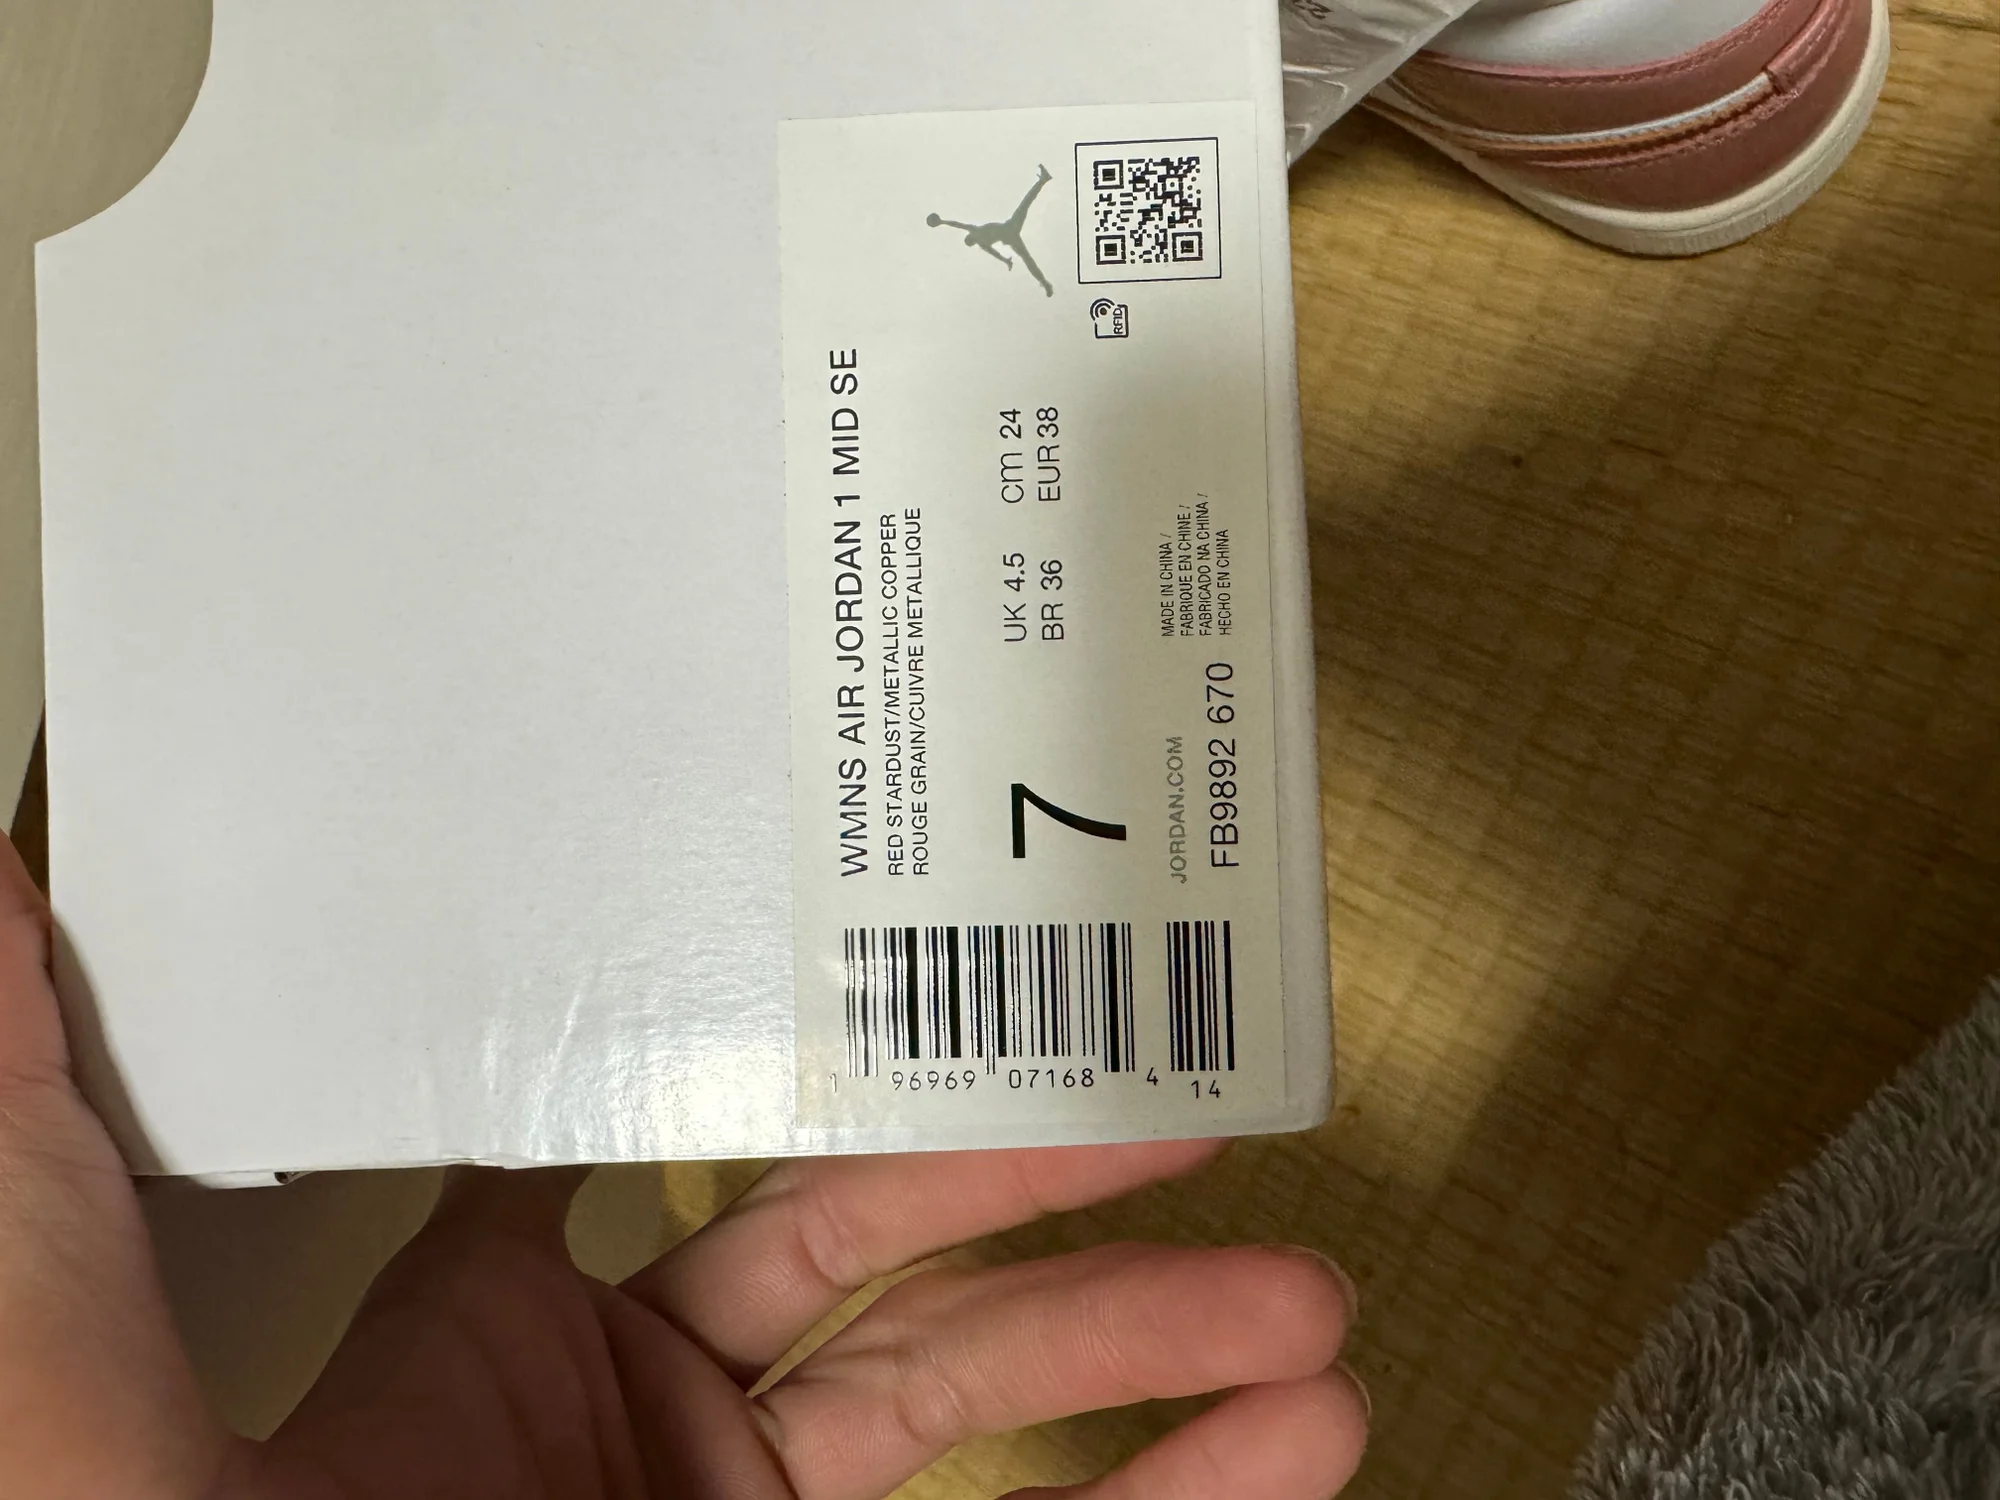 WMNS AIR JORDAN 1 MID SE
RED STARDUST/METALLIC COPPER
ROUGE GRAIN/CUIVRE METALLIQUE
7
UK 4.5 cm 24
BR 36 EUR 38
RFID
JORDAN.COM
FB9892 670
MADE IN CHINA /
FABRIQUE EN CHINE /
FABRICADO NA CHINA /
HECHO EN CHINA
1 96969 07168 4
14